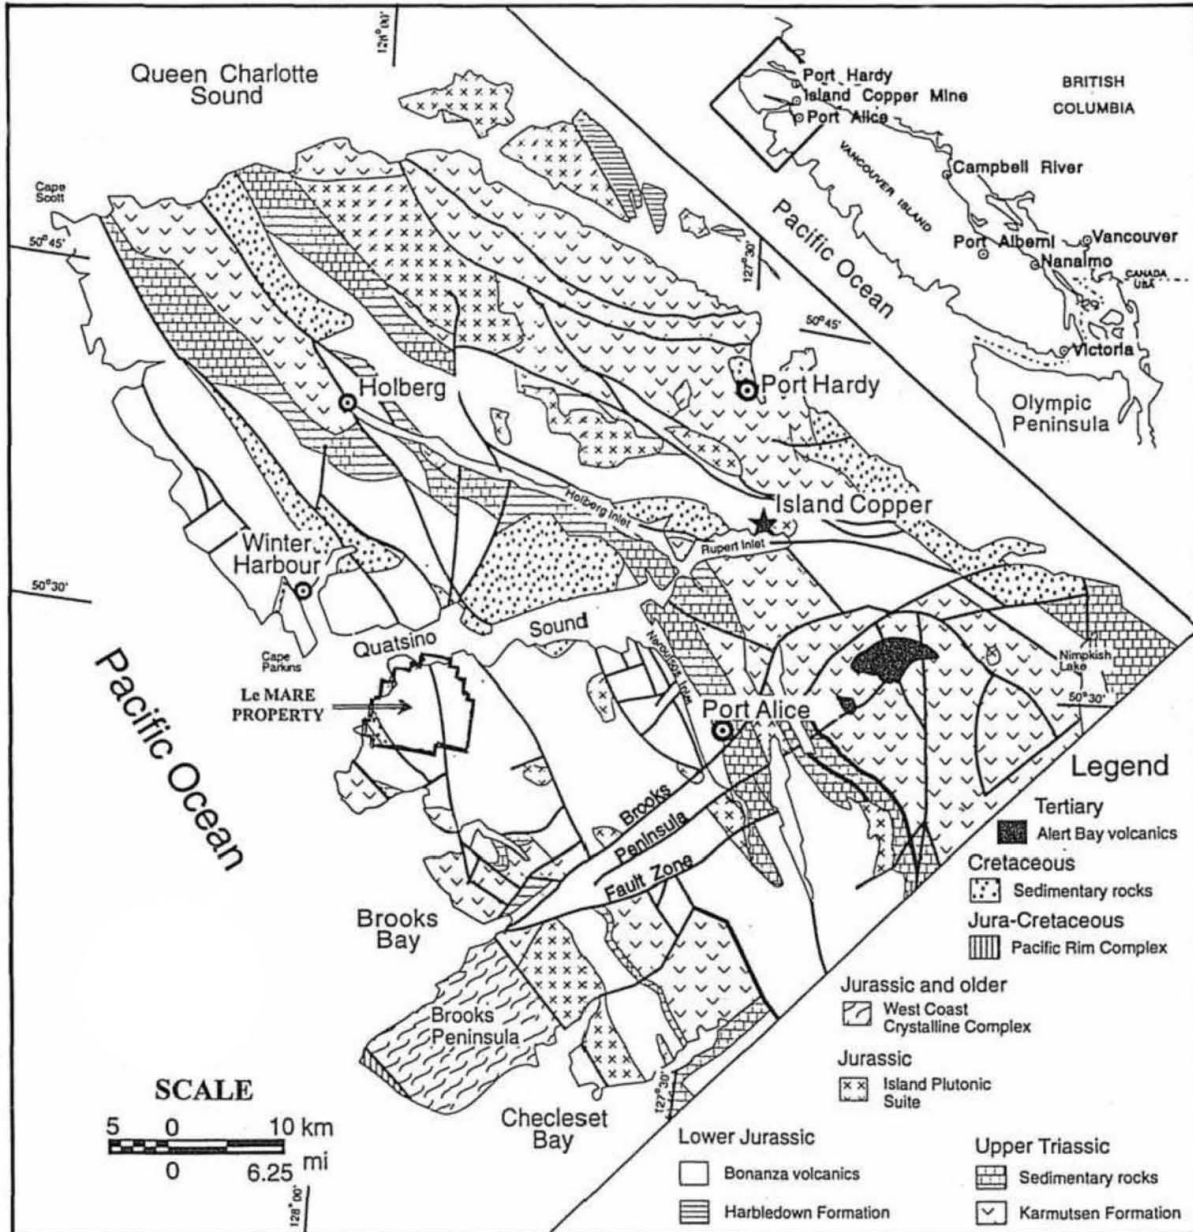 Queen Charlotte
Sound
128°00'
Cape
Scott
50°45'
Port Hardy
Island Copper Mine
Port Alice
BRITISH
COLUMBIA
VANCOUVER ISLAND
Campbell River
Pacific Ocean
Port Alberni
Vancouver
Nanaimo
CANADA
USA
Victoria
Olympic
Peninsula
127°30'
50°45'
Holberg
Port Hardy
Holberg Inlet
Island Copper
Rupert Inlet
Winter
Harbour
50°30'
Cape
Parkins
Quatsino
Sound
Neroutsos Inlet
Nimpkish
Lake
50°30'
Pacific Ocean
Le MARE
PROPERTY
Port Alice
Brooks
Peninsula
Fault Zone
Brooks
Bay
Brooks
Peninsula
Checleset
Bay
127°30'
128°00'
SCALE
5 0 10 km
0 6.25 mi
Legend
Tertiary
Alert Bay volcanics
Cretaceous
Sedimentary rocks
Jura-Cretaceous
Pacific Rim Complex
Jurassic and older
West Coast
Crystalline Complex
Jurassic
Island Plutonic
Suite
Lower Jurassic
Bonanza volcanics
Harbledown Formation
Upper Triassic
Sedimentary rocks
Karmutsen Formation